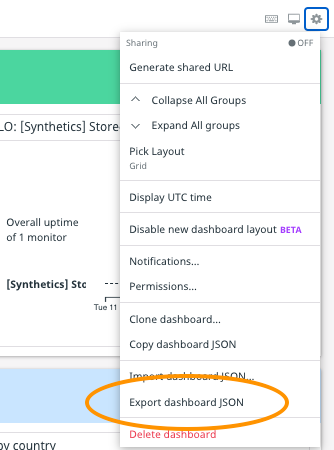 Sharing
OFF
Generate shared URL
Collapse All Groups
Expand All groups
Pick Layout
Grid
Display UTC time
Disable new dashboard layout BETA
Notifications...
Permissions...
Clone dashboard...
Copy dashboard JSON
Import dashboard JSON...
Export dashboard JSON
Delete dashboard
LO: [Synthetics] Store
Overall uptime
of 1 monitor
[Synthetics] Stc
Tue 11
by country